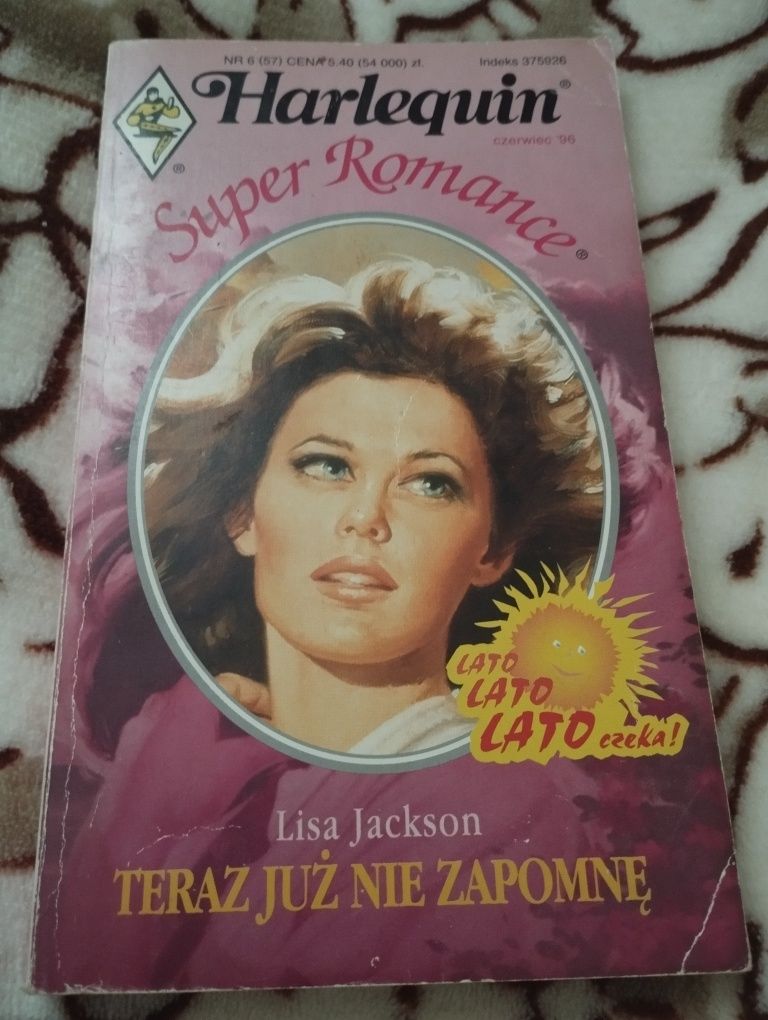 NR 6 (57) CENA 5.40 (54 000) zł. Indeks 375926
Harlequin®
czerwiec '96
®
Super Romance®
LATO
LATO
LATO czeka!
Lisa Jackson
TERAZ JUŻ NIE ZAPOMNĘ